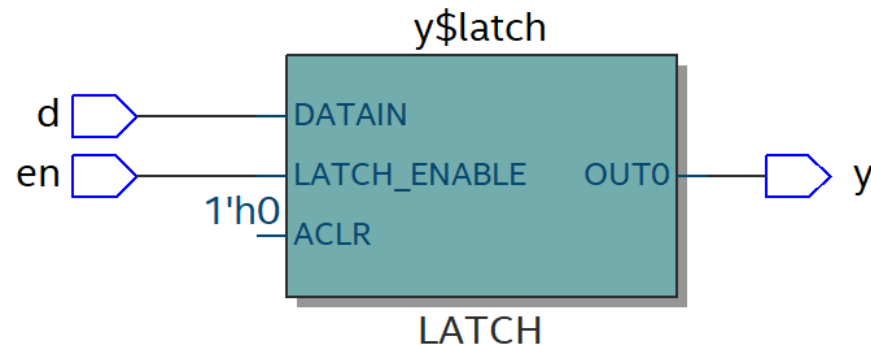 y$latch
d
DATAIN
en
LATCH_ENABLE
OUT0
y
1'h0
ACLR
LATCH